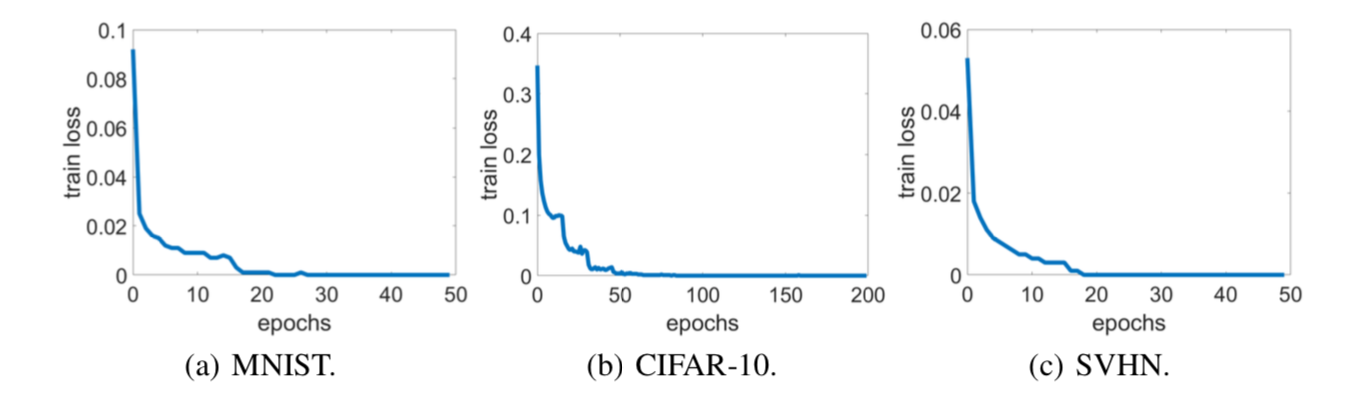 0.1
0.08
0.06
0.04
0.02
0
train loss
0 10 20 30 40 50
epochs
(a) MNIST.
0.4
0.3
0.2
0.1
0
train loss
0 50 100 150 200
epochs
(b) CIFAR-10.
0.06
0.04
0.02
0
train loss
0 10 20 30 40 50
epochs
(c) SVHN.